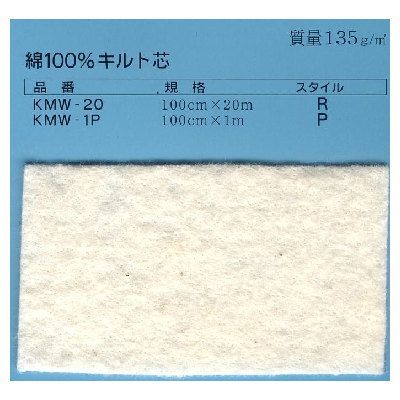 質量135g/㎡
綿100%キルト芯
品 番 規 格 スタイル
KMW-20 100cm×20m R
KMW-1P 100cm×1m P